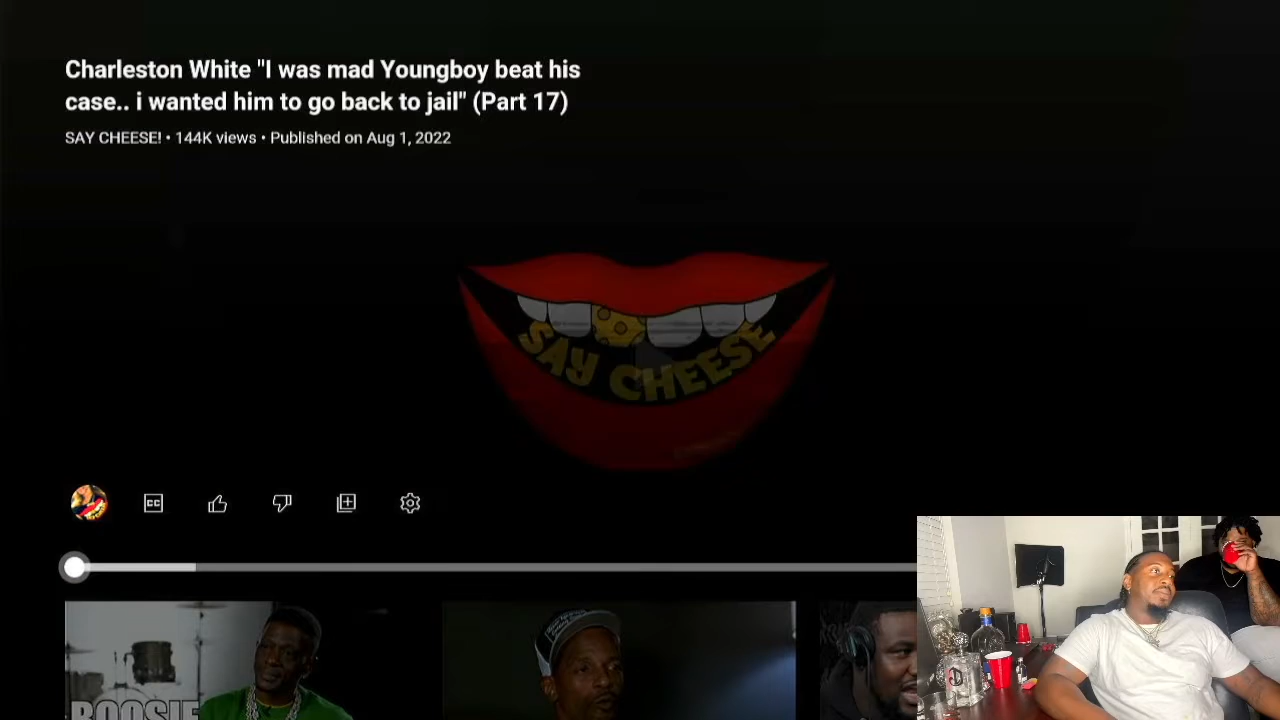 Charleston White "I was mad Youngboy beat his
case.. i wanted him to go back to jail" (Part 17)
SAY CHEESE! • 144K views • Published on Aug 1, 2022
SAY CHEESE
CC
BOOSIE